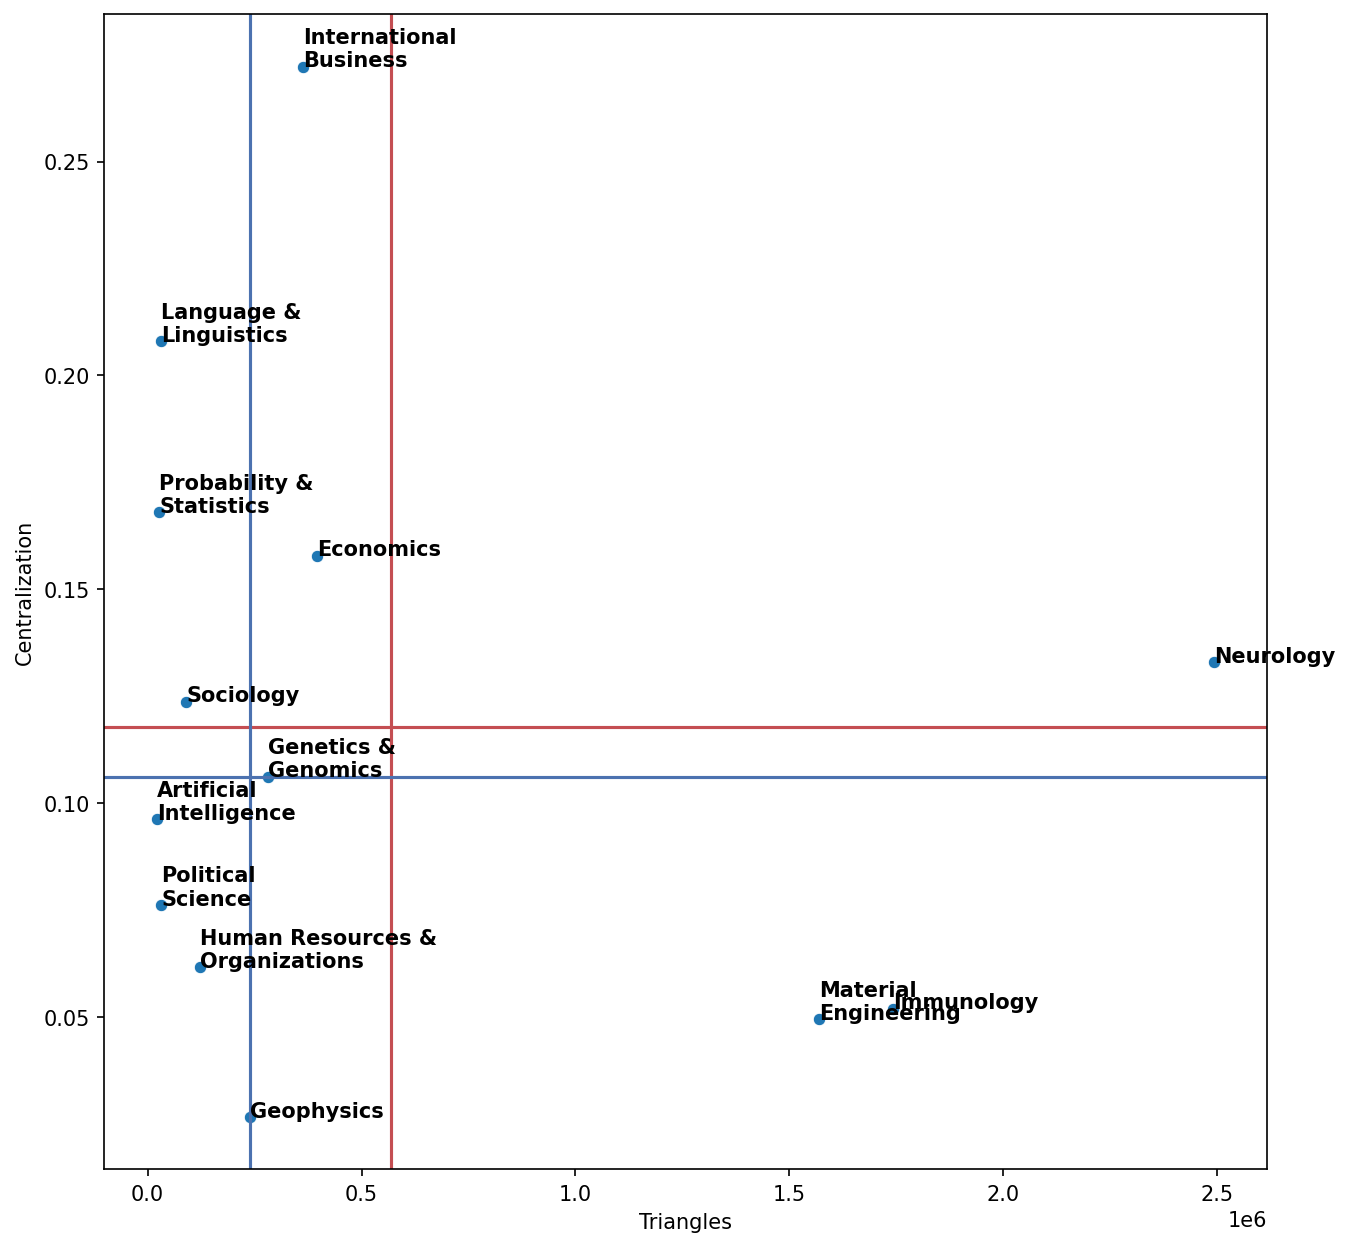 International
Business
0.25
Language &
Linguistics
0.20
Probability &
Statistics
Economics
0.15
Centralization
Neurology
Sociology
Genetics &
Genomics
Artificial
Intelligence
0.10
Political
Science
Human Resources &
Organizations
Material
Engineering
Immunology
0.05
Geophysics
0.0
0.5
1.0
1.5
2.0
2.5
1e6
Triangles